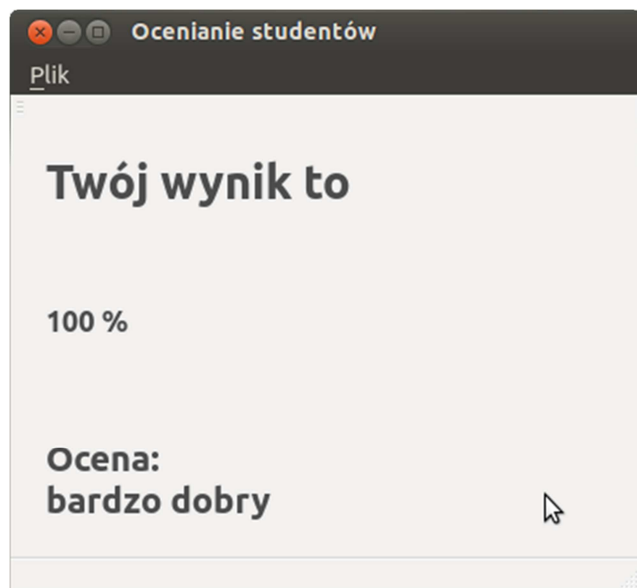 Ocenianie studentów
Plik
Twój wynik to
100 %
Ocena:
bardzo dobry